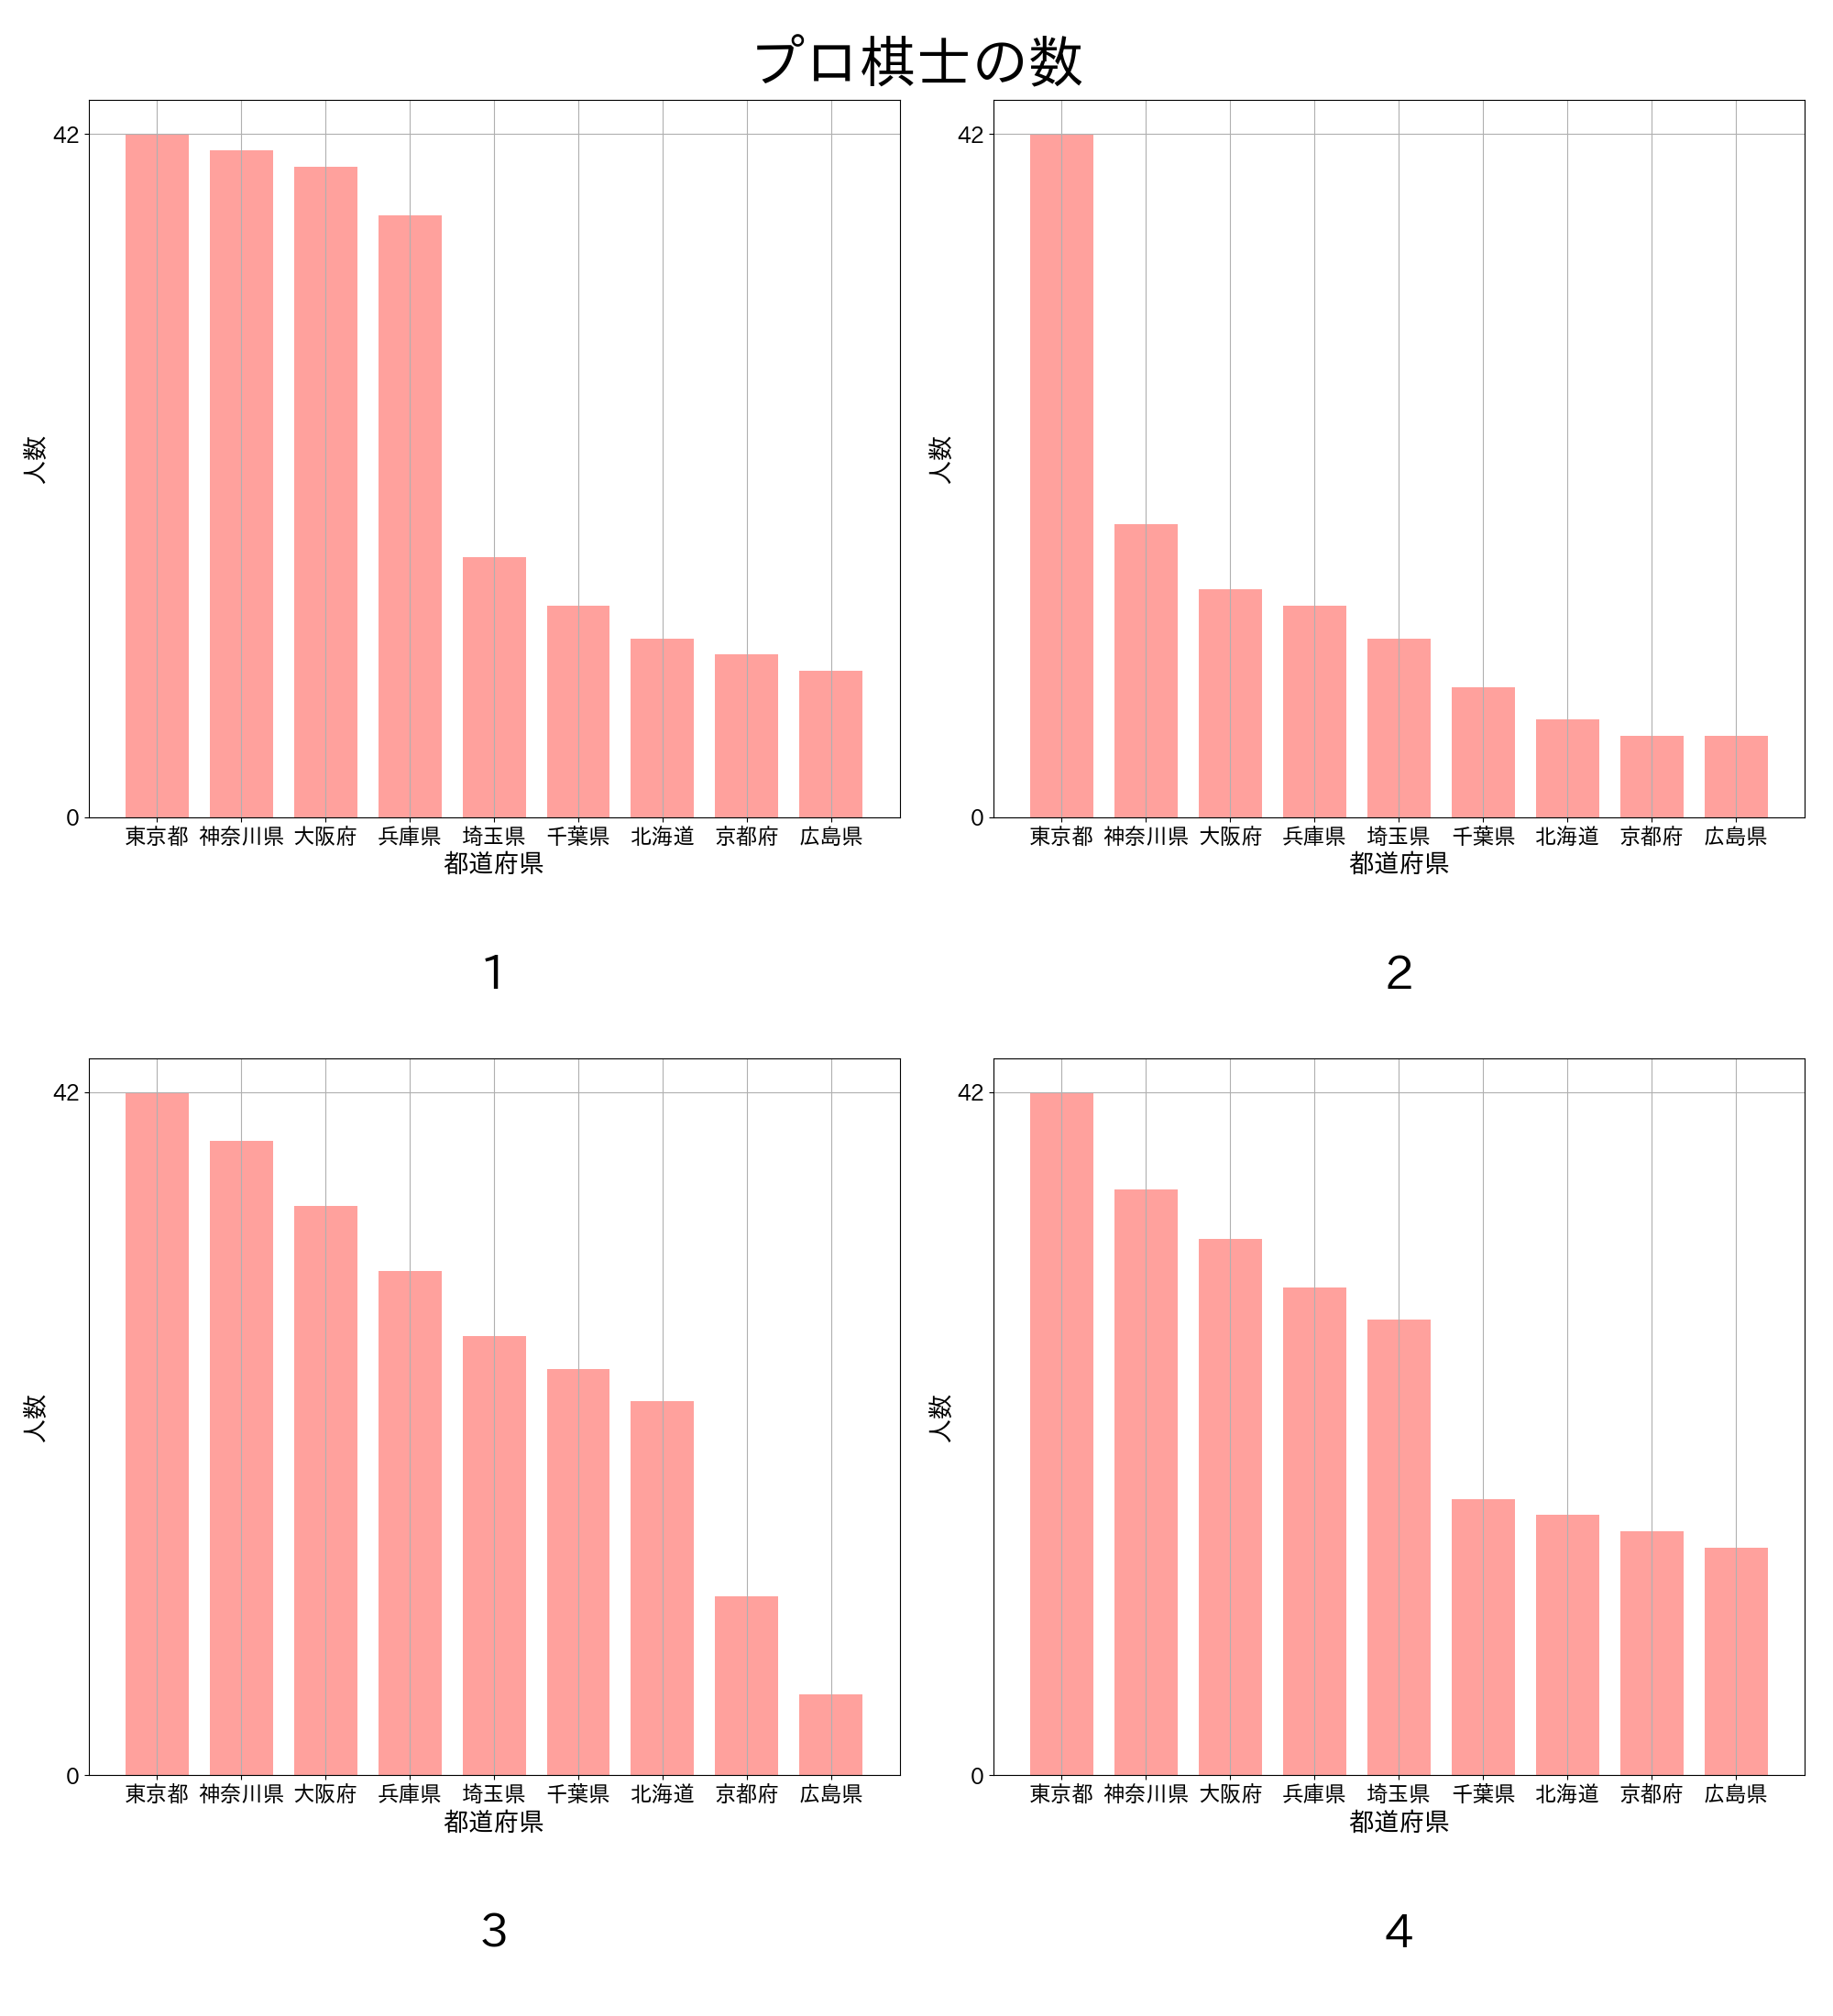 プロ棋士の数
42
0
人数
東京都 神奈川県 大阪府 兵庫県 埼玉県 千葉県 北海道 京都府 広島県
都道府県
1
42
0
人数
東京都 神奈川県 大阪府 兵庫県 埼玉県 千葉県 北海道 京都府 広島県
都道府県
2
42
0
人数
東京都 神奈川県 大阪府 兵庫県 埼玉県 千葉県 北海道 京都府 広島県
都道府県
3
42
0
人数
東京都 神奈川県 大阪府 兵庫県 埼玉県 千葉県 北海道 京都府 広島県
都道府県
4